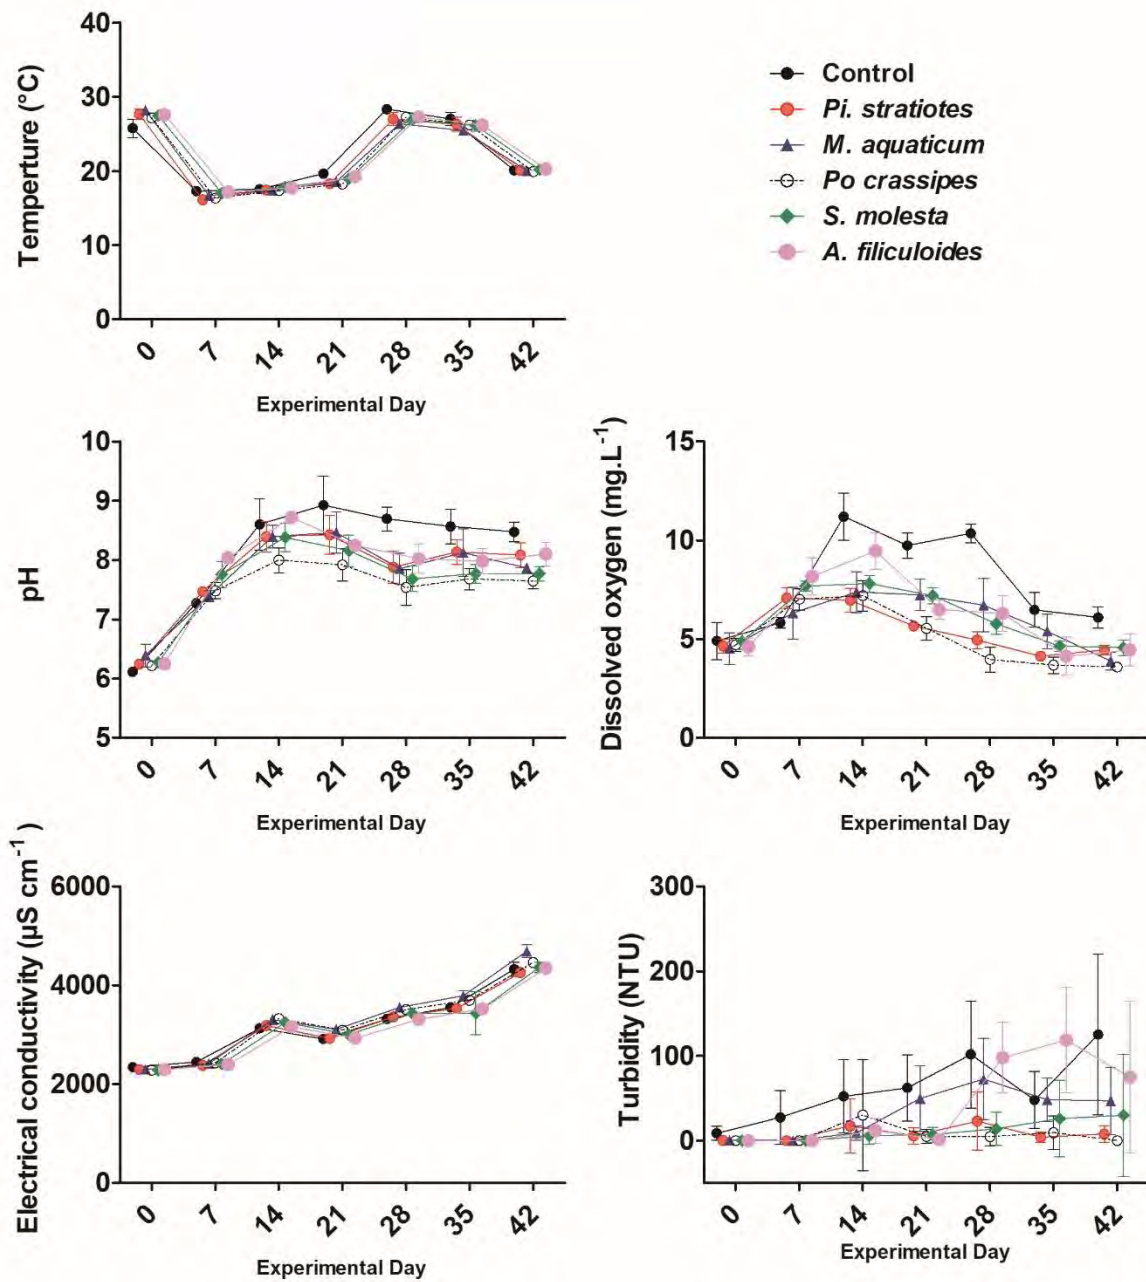 Temperture (°C)
40
30
20
10
0
0 7 14 21 28 35 42
Experimental Day
Control
Pi. stratiotes
M. aquaticum
Po crassipes
S. molesta
A. filiculoides
pH
10
9
8
7
6
5
0 7 14 21 28 35 42
Experimental Day
Dissolved oxygen (mg.L⁻¹)
15
10
5
0
0 7 14 21 28 35 42
Experimental Day
Electrical conductivity (µS cm⁻¹)
6000
4000
2000
0
0 7 14 21 28 35 42
Experimental Day
Turbidity (NTU)
300
200
100
0
0 7 14 21 28 35 42
Experimental Day